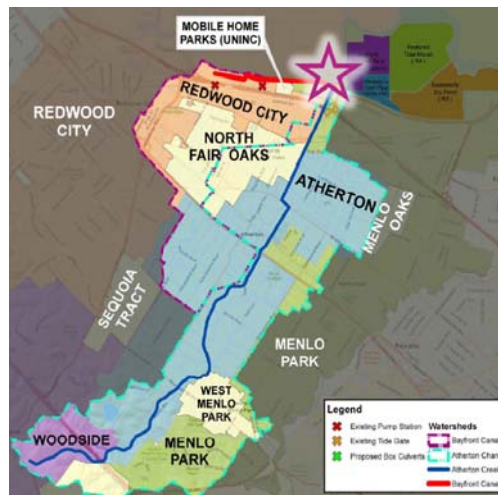 MOBILE HOME
PARKS (UNINC)
REDWOOD
CITY
REDWOOD CITY
NORTH
FAIR OAKS
ATHERTON
MENLO
OAKS
SEQUOIA
TRACT
MENLO
PARK
WEST
MENLO
PARK
WOODSIDE
MENLO
PARK
Legend
Existing Pump Station
Existing Tide Gate
Proposed Box Culverts
Watersheds
Bayfront Canal
Atherton Chan
Atherton Creek
Bayfront Canal